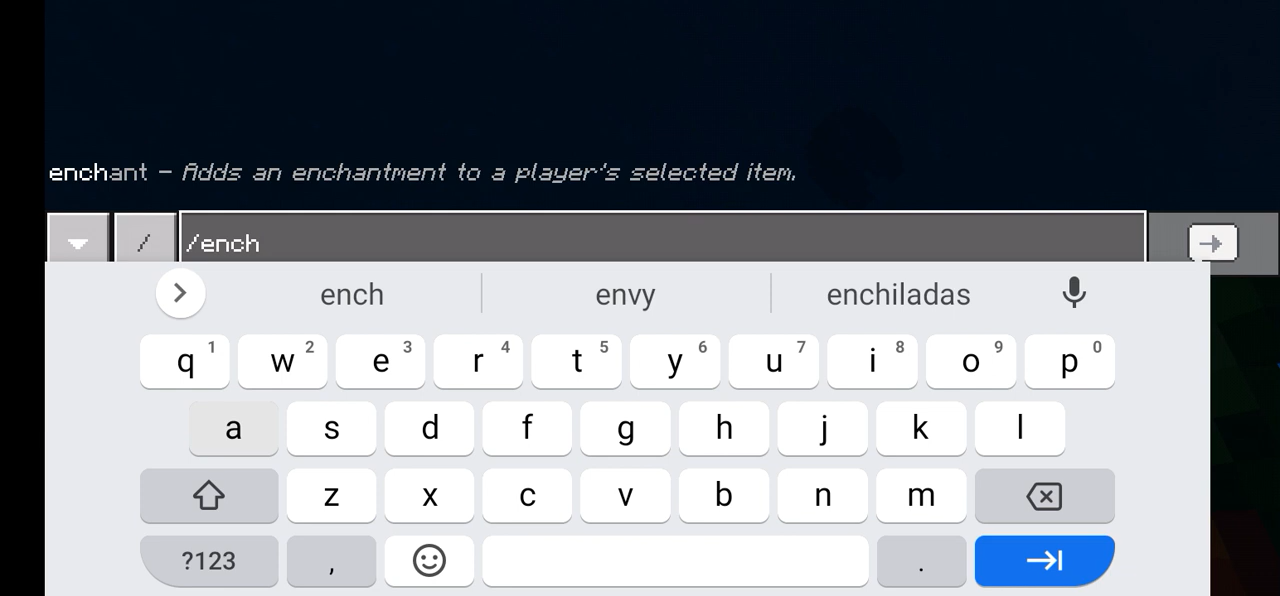 enchant - Adds an enchantment to a player's selected item.
/ /ench
ench envy enchiladas
q 1 w 2 e 3 r 4 t 5 y 6 u 7 i 8 o 9 p 0
a s d f g h j k l
z x c v b n m
?123 , .